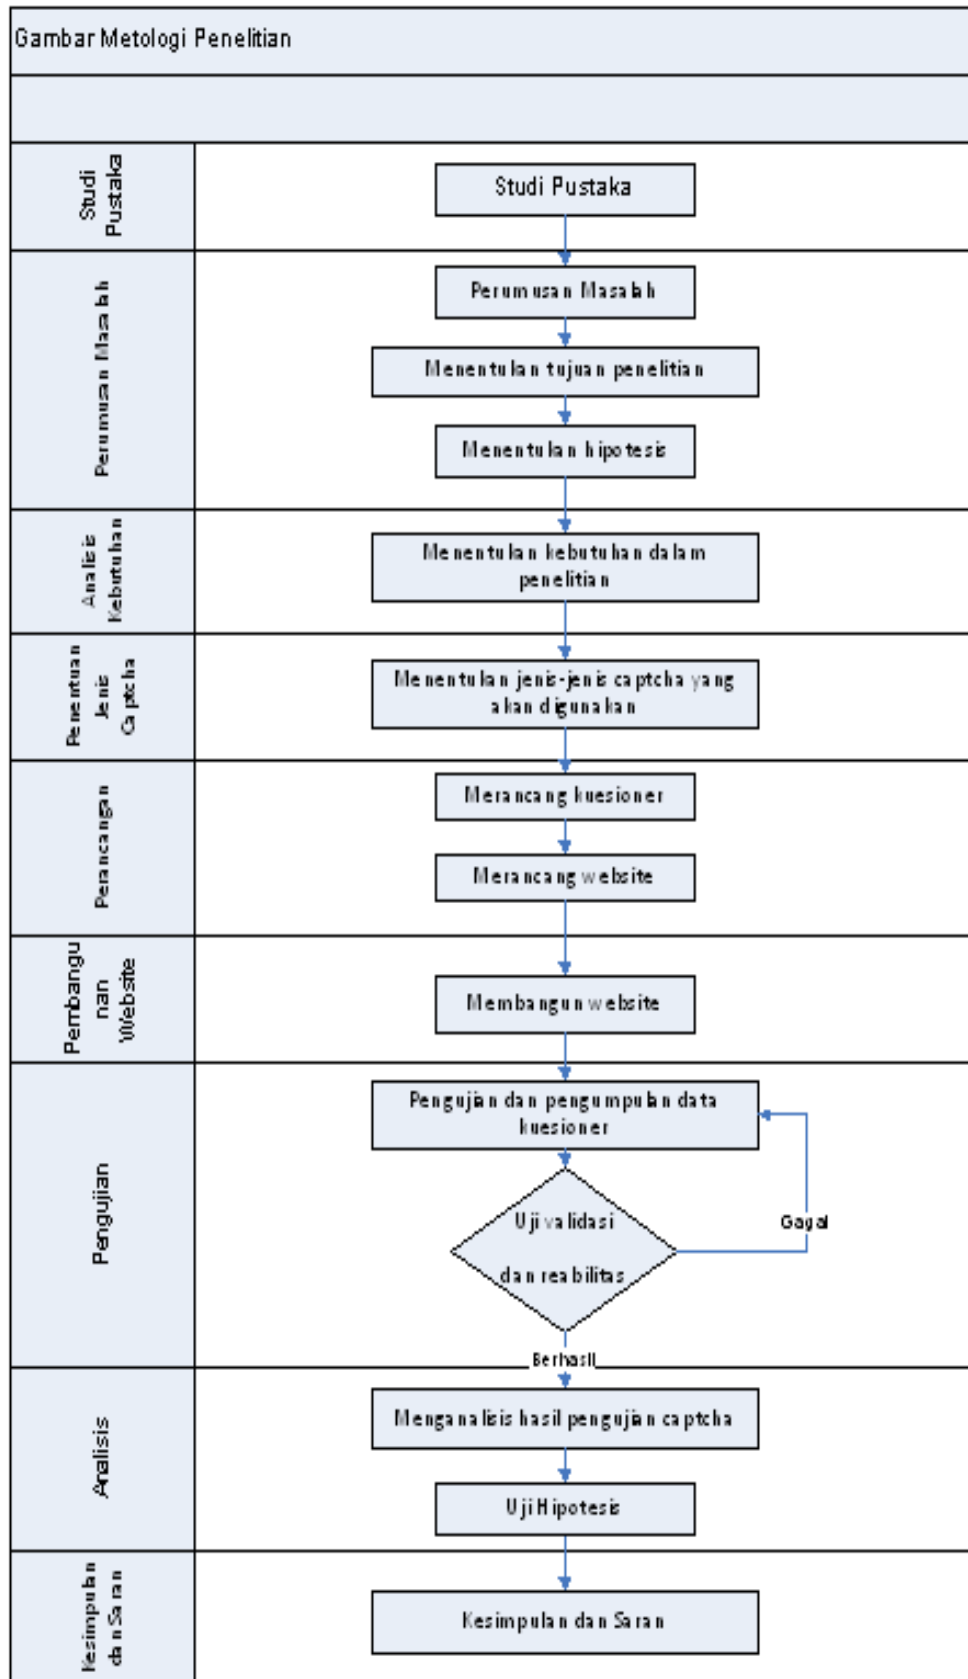 Gambar Metologi Penelitian
Studi
Pustaka
Studi Pustaka
Perumusan Masalah
Perumusan Masalah
Menentukan tujuan penelitian
Menentukan hipotesis
Analisis
Kebutuhan
Menentukan kebutuhan dalam
penelitian
Penentuan
Jenis
Captcha
Menentukan jenis-jenis captcha yang
akan digunakan
Perancangan
Merancang kuesioner
Merancang website
Pembangu
nan
Website
Membangun website
Pengujian
Pengujian dan pengumpulan data
kuesioner
Uji validasi
dan reabilitas
Gagal
Berhasil
Analisis
Menganalisis hasil pengujian captcha
Uji Hipotesis
Kesimpulan
dan Saran
Kesimpulan dan Saran